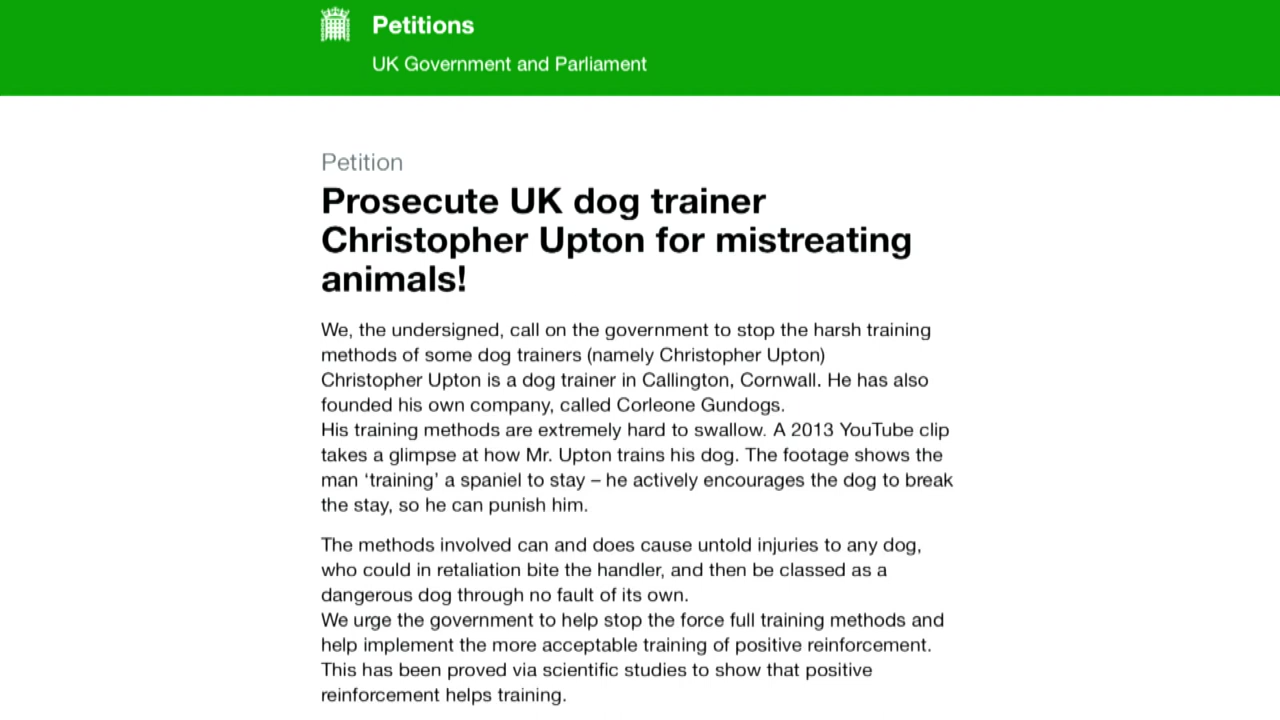 Petitions
UK Government and Parliament
Petition
Prosecute UK dog trainer
Christopher Upton for mistreating
animals!
We, the undersigned, call on the government to stop the harsh training
methods of some dog trainers (namely Christopher Upton)
Christopher Upton is a dog trainer in Callington, Cornwall. He has also
founded his own company, called Corleone Gundogs.
His training methods are extremely hard to swallow. A 2013 YouTube clip
takes a glimpse at how Mr. Upton trains his dog. The footage shows the
man ‘training’ a spaniel to stay – he actively encourages the dog to break
the stay, so he can punish him.
The methods involved can and does cause untold injuries to any dog,
who could in retaliation bite the handler, and then be classed as a
dangerous dog through no fault of its own.
We urge the government to help stop the force full training methods and
help implement the more acceptable training of positive reinforcement.
This has been proved via scientific studies to show that positive
reinforcement helps training.